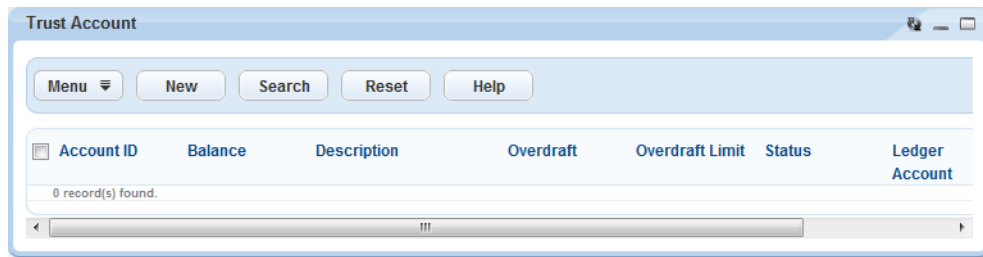 Trust Account
Menu New Search Reset Help
Account ID Balance Description Overdraft Overdraft Limit Status Ledger
Account
0 record(s) found.